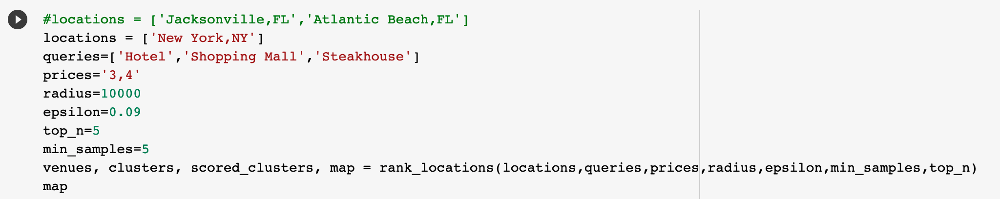 #locations = ['Jacksonville,FL','Atlantic Beach,FL']
locations = ['New York,NY']
queries=['Hotel','Shopping Mall','Steakhouse']
prices='3,4'
radius=10000
epsilon=0.09
top_n=5
min_samples=5
venues, clusters, scored_clusters, map = rank_locations(locations,queries,prices,radius,epsilon,min_samples,top_n)
map